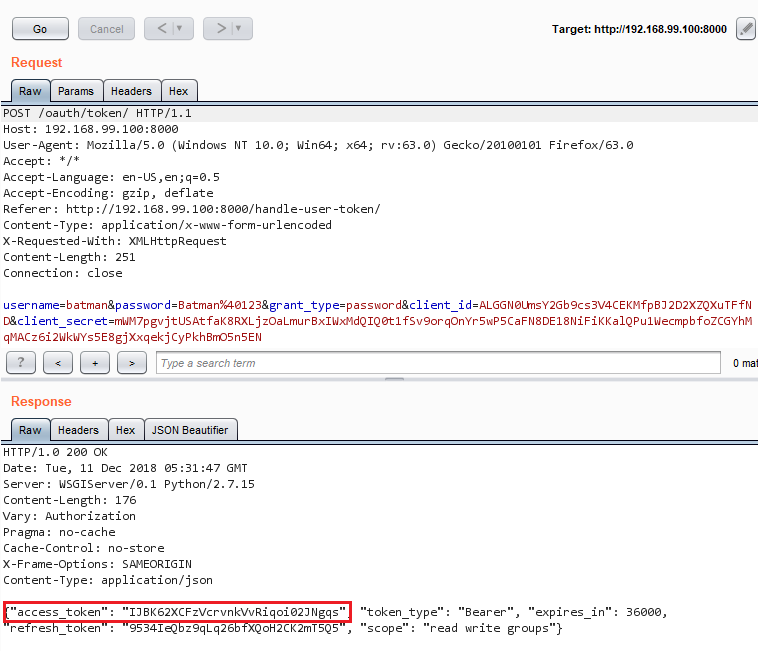 Go Cancel < > Target: http://192.168.99.100:8000
Request
Raw Params Headers Hex
POST /oauth/token/ HTTP/1.1
Host: 192.168.99.100:8000
User-Agent: Mozilla/5.0 (Windows NT 10.0; Win64; x64; rv:63.0) Gecko/20100101 Firefox/63.0
Accept: */*
Accept-Language: en-US,en;q=0.5
Accept-Encoding: gzip, deflate
Referer: http://192.168.99.100:8000/handle-user-token/
Content-Type: application/x-www-form-urlencoded
X-Requested-With: XMLHttpRequest
Content-Length: 251
Connection: close
username=batman&password=Batman%40123&grant_type=password&client_id=ALGGN0UmsY2Gb9cs3V4CEKMfpBJ2D2XZQXuTFfN
D&client_secret=mWM7pgvjtUSAtfaK8RXLjzOaLmurBxIWxMdQIQ0t1fSv9orqOnYr5wP5CaFN8DE18NiFiKKalQPu1WecmpbfoZCGYhM
qMACz6i2WkWYs5E8gjXxqekjCyPkhBmO5n5EN
? < + > Type a search term 0 mat
Response
Raw Headers Hex JSON Beautifier
HTTP/1.0 200 OK
Date: Tue, 11 Dec 2018 05:31:47 GMT
Server: WSGIServer/0.1 Python/2.7.15
Content-Length: 176
Vary: Authorization
Pragma: no-cache
Cache-Control: no-store
X-Frame-Options: SAMEORIGIN
Content-Type: application/json
{"access_token": "IJBK62XCFzVcrvnkVvRiqoi02JNgqs", "token_type": "Bearer", "expires_in": 36000,
"refresh_token": "9534IeQbz9qLq26bfXQoH2CK2mT5Q5", "scope": "read write groups"}